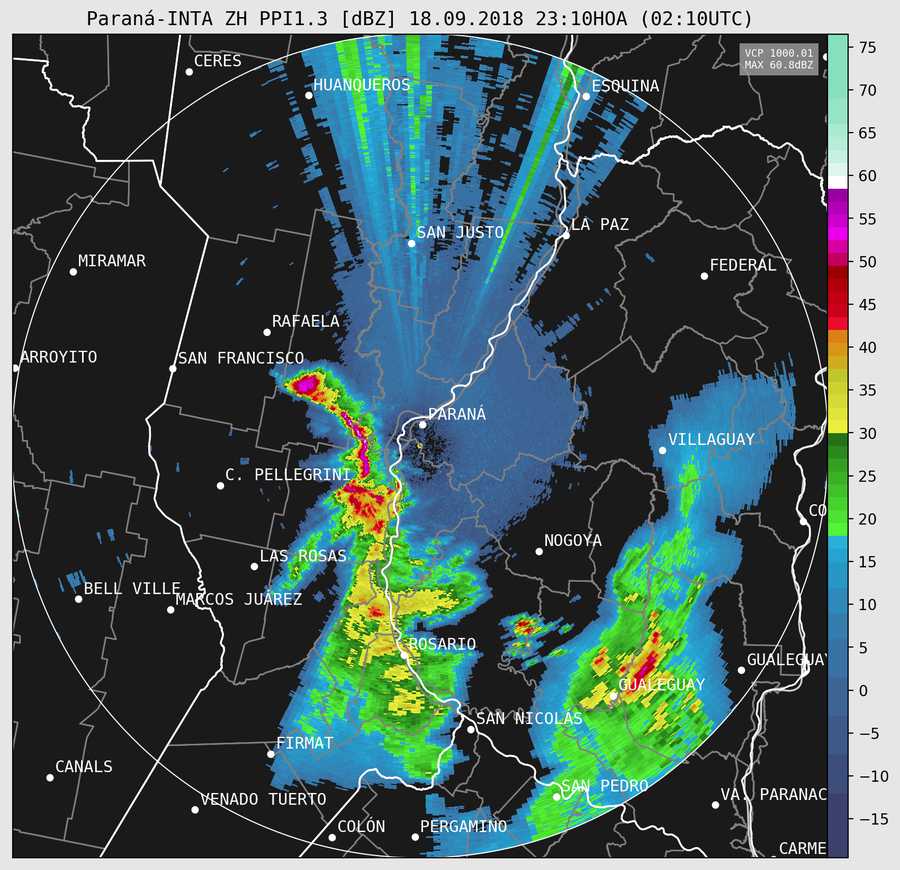 Paraná-INTA ZH PPI1.3 [dBZ] 18.09.2018 23:10HOA (02:10UTC)
VCP 1000.01
MAX 60.8dBZ
CERES
HUANQUEROS
ESQUINA
SAN JUSTO
LA PAZ
MIRAMAR
FEDERAL
RAFAELA
ARROYITO
SAN FRANCISCO
PARANÁ
VILLAGUAY
C. PELLEGRINI
CO
NOGOYA
LAS ROSAS
BELL VILLE
MARCOS JUÁREZ
ROSARIO
GUALEGUAY
GUALEGUAY
SAN NICOLÁS
FIRMAT
CANALS
SAN PEDRO
VENADO TUERTO
VA. PARANAC
COLÓN
PERGAMINO
CARME
75
70
65
60
55
50
45
40
35
30
25
20
15
10
5
0
−5
−10
−15